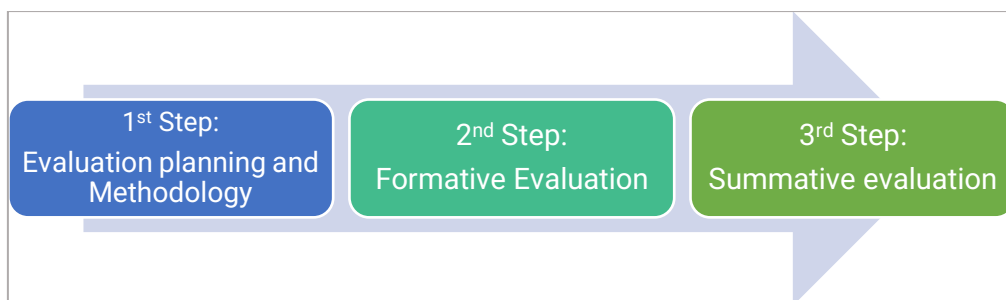 1st Step:
Evaluation planning and
Methodology
2nd Step:
Formative Evaluation
3rd Step:
Summative evaluation